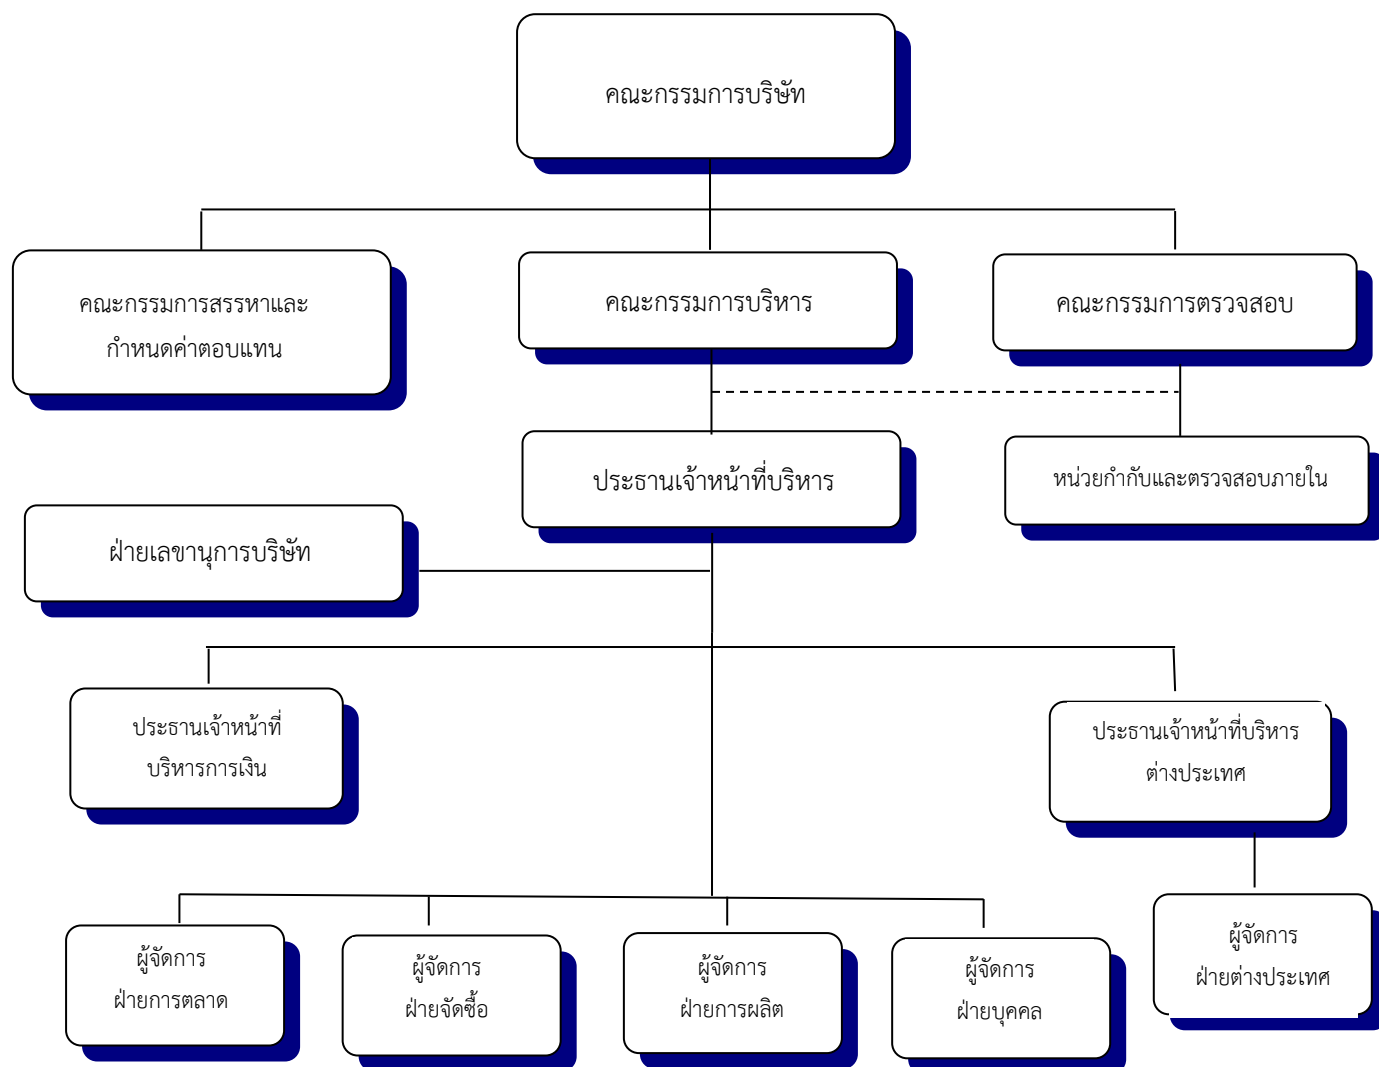 คณะกรรมการบริษัท
คณะกรรมการสรรหาและ
กำหนดค่าตอบแทน
คณะกรรมการบริหาร
คณะกรรมการตรวจสอบ
ประธานเจ้าหน้าที่บริหาร
หน่วยกำกับและตรวจสอบภายใน
ฝ่ายเลขานุการบริษัท
ประธานเจ้าหน้าที่
บริหารการเงิน
ประธานเจ้าหน้าที่บริหาร
ต่างประเทศ
ผู้จัดการ
ฝ่ายการตลาด
ผู้จัดการ
ฝ่ายจัดซื้อ
ผู้จัดการ
ฝ่ายการผลิต
ผู้จัดการ
ฝ่ายบุคคล
ผู้จัดการ
ฝ่ายต่างประเทศ